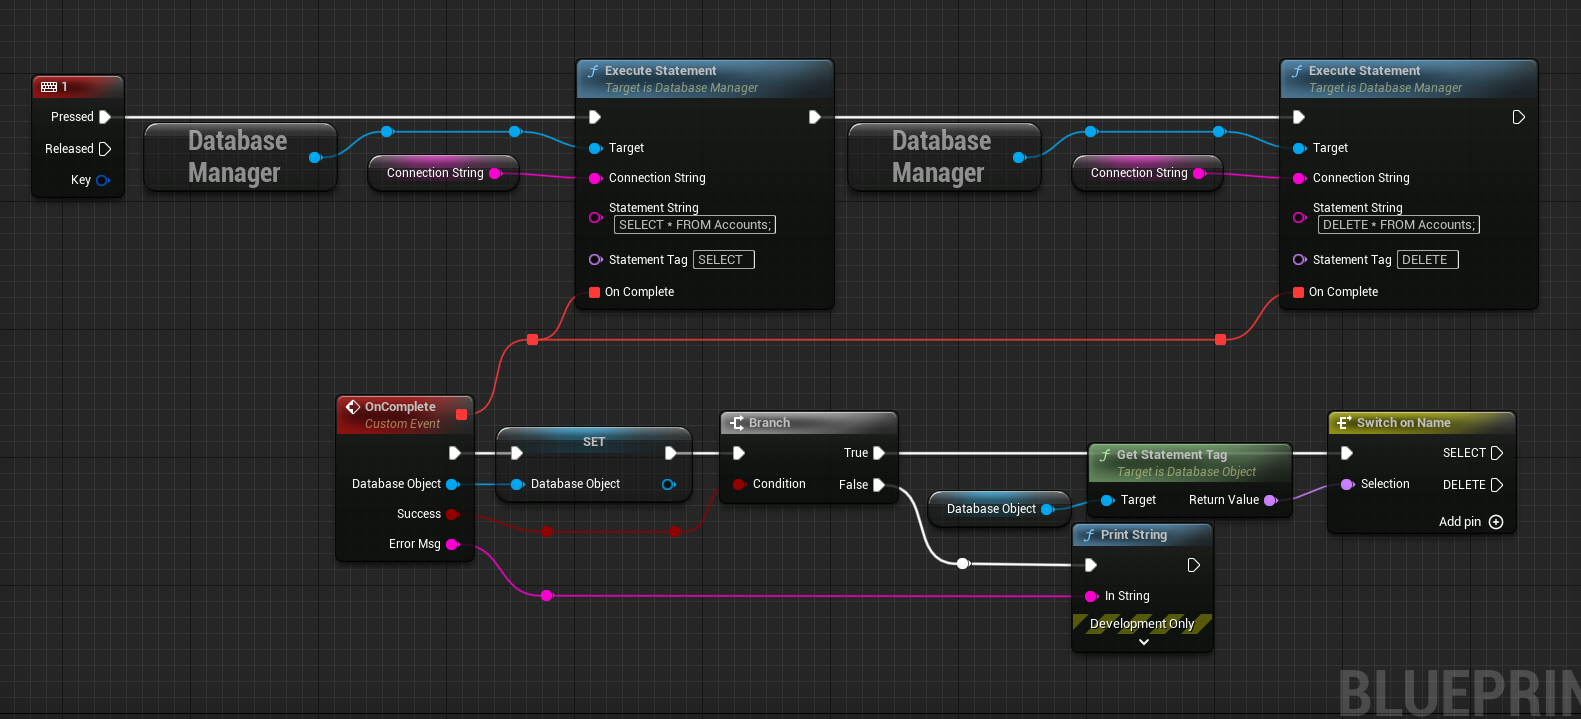 1
Pressed
Released
Key
Database
Manager
Connection String
Execute Statement
Target is Database Manager
Target
Connection String
Statement String
SELECT * FROM Accounts;
Statement Tag SELECT
On Complete
Database
Manager
Connection String
Execute Statement
Target is Database Manager
Target
Connection String
Statement String
DELETE * FROM Accounts;
Statement Tag DELETE
On Complete
OnComplete
Custom Event
Database Object
Success
Error Msg
SET
Database Object
Branch
True
Condition False
Database Object
Get Statement Tag
Target is Database Object
Target Return Value
Print String
In String
Development Only
Switch on Name
SELECT
Selection DELETE
Add pin
BLUEPRIN